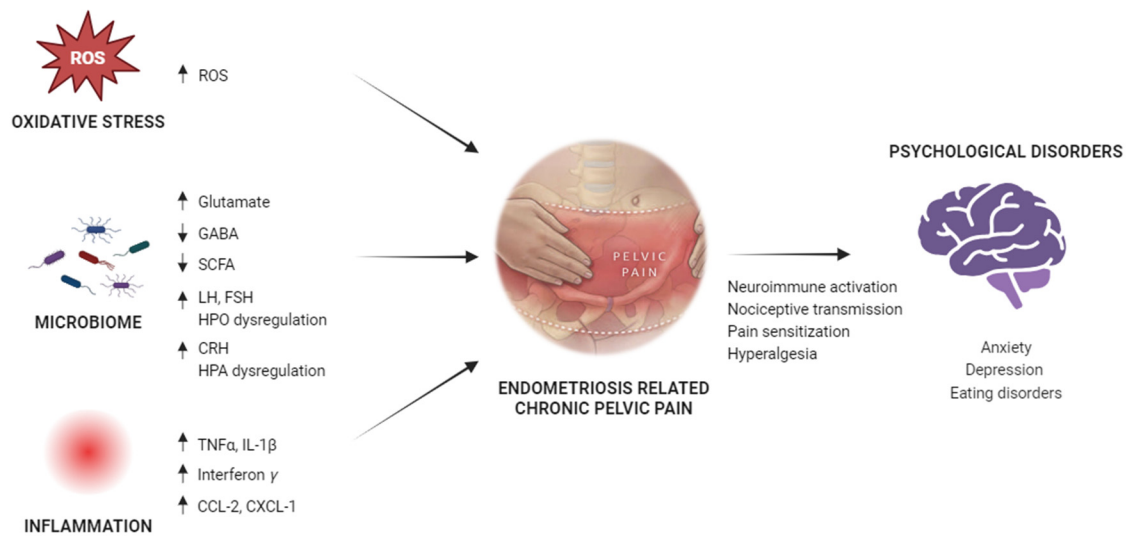 ROS
↑ ROS
OXIDATIVE STRESS
↑ Glutamate
↓ GABA
↓ SCFA
↑ LH, FSH
HPO dysregulation
↑ CRH
HPA dysregulation
MICROBIOME
↑ TNFα, IL-1β
↑ Interferon γ
↑ CCL-2, CXCL-1
INFLAMMATION
PELVIC
PAIN
ENDOMETRIOSIS RELATED
CHRONIC PELVIC PAIN
Neuroimmune activation
Nociceptive transmission
Pain sensitization
Hyperalgesia
PSYCHOLOGICAL DISORDERS
Anxiety
Depression
Eating disorders